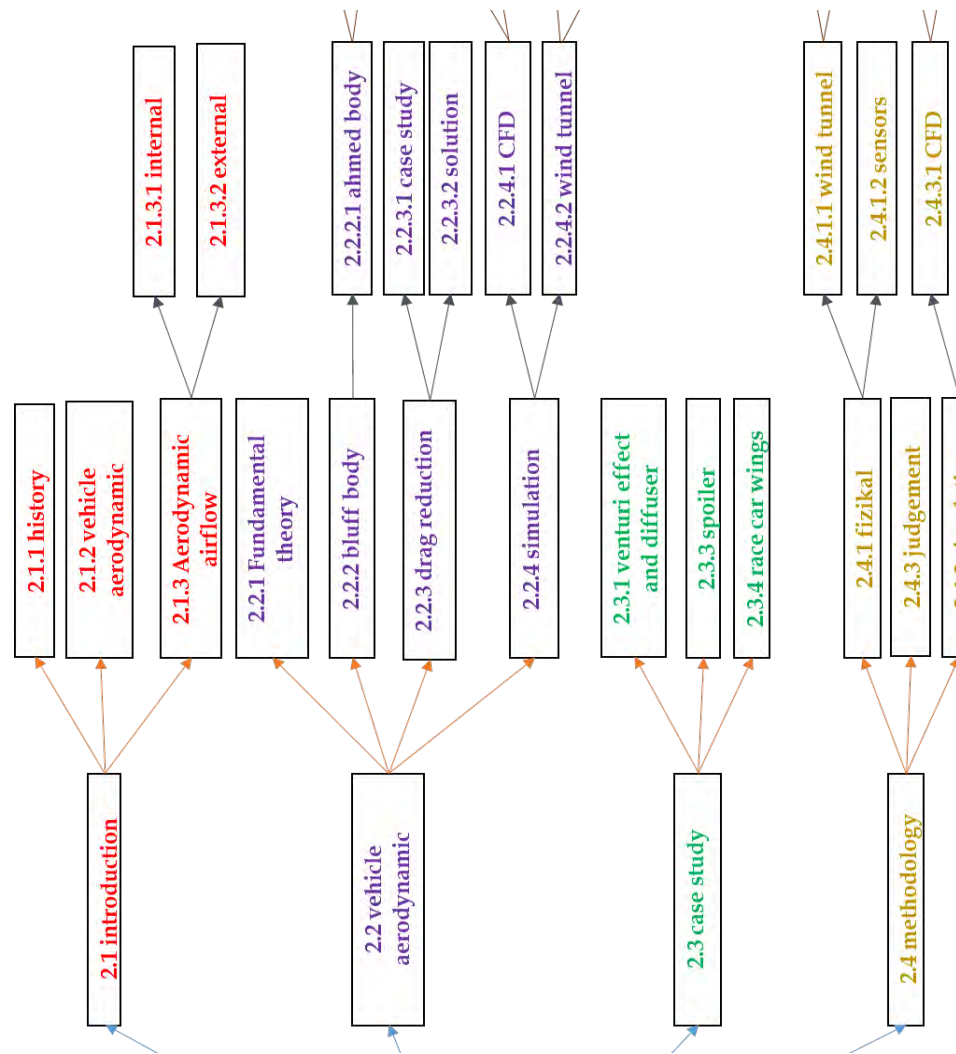 2.1.3.1 internal
2.1.3.2 external
2.2.2.1 ahmed body
2.2.3.1 case study
2.2.3.2 solution
2.2.4.1 CFD
2.2.4.2 wind tunnel
2.4.1.1 wind tunnel
2.4.1.2 sensors
2.4.3.1 CFD
2.1.1 history
2.1.2 vehicle
aerodynamic
2.1.3 Aerodynamic
airflow
2.2.1 Fundamental
theory
2.2.2 bluff body
2.2.3 drag reduction
2.2.4 simulation
2.3.1 venturi effect
and diffuser
2.3.3 spoiler
2.3.4 race car wings
2.4.1 fizikal
2.4.3 judgement
2.1 introduction
2.2 vehicle
aerodynamic
2.3 case study
2.4 methodology